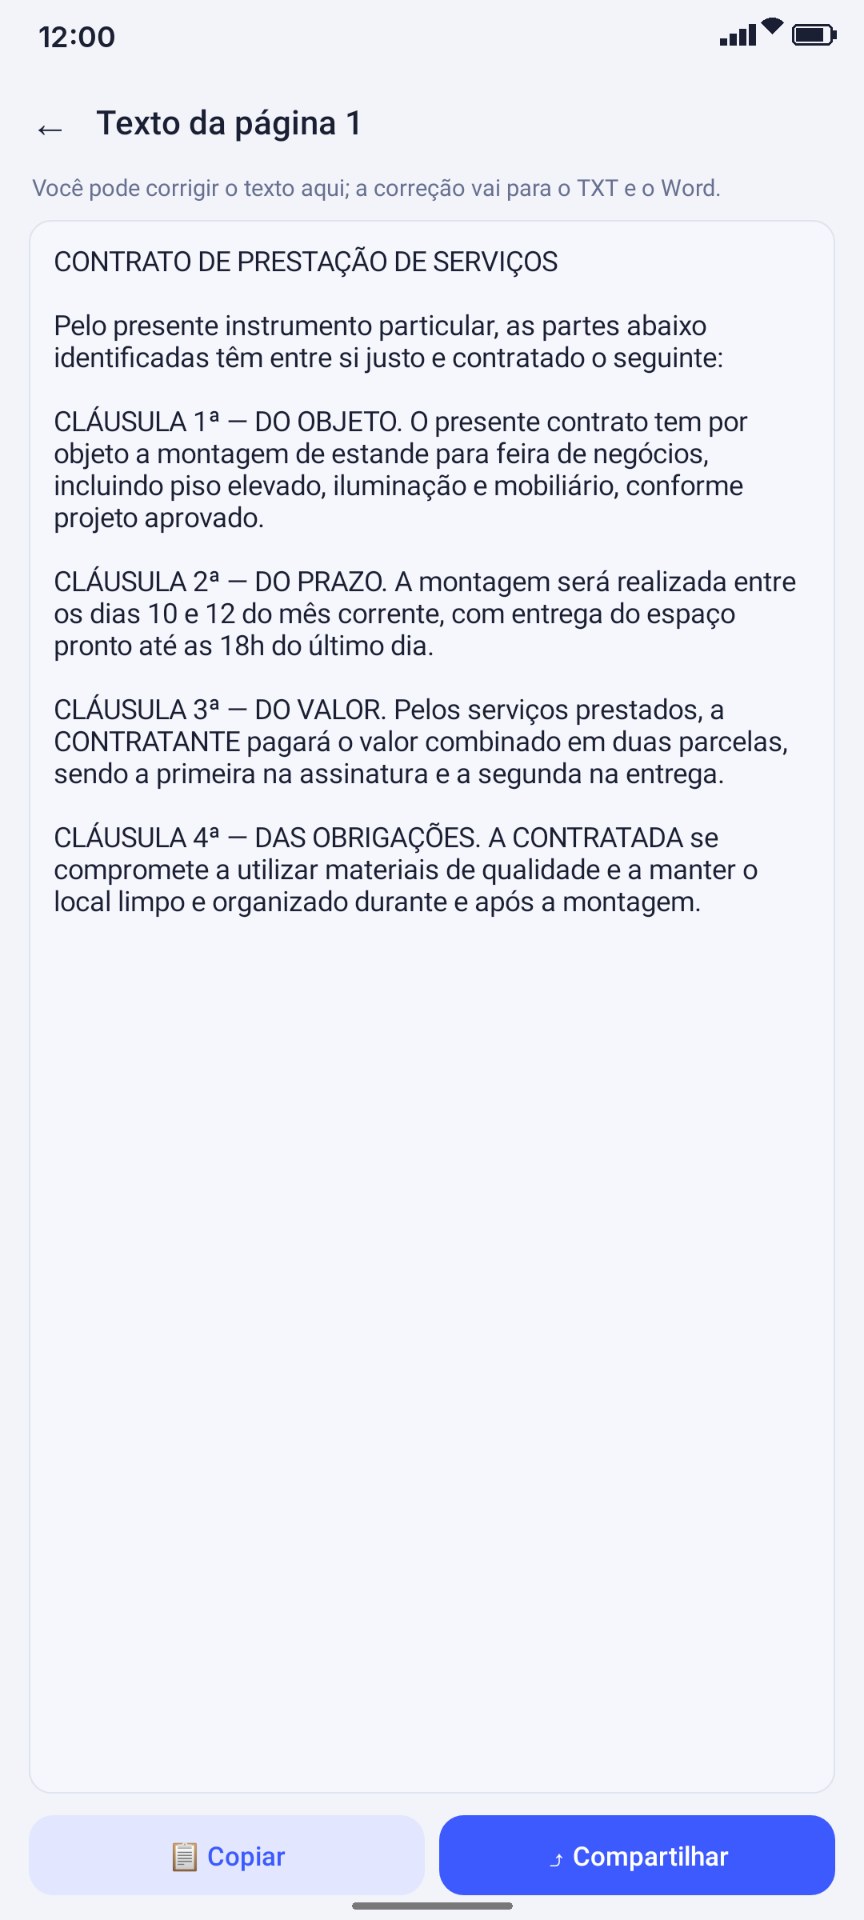 12:00
← Texto da página 1
Você pode corrigir o texto aqui; a correção vai para o TXT e o Word.
CONTRATO DE PRESTAÇÃO DE SERVIÇOS
Pelo presente instrumento particular, as partes abaixo
identificadas têm entre si justo e contratado o seguinte:
CLÁUSULA 1ª — DO OBJETO. O presente contrato tem por
objeto a montagem de estande para feira de negócios,
incluindo piso elevado, iluminação e mobiliário, conforme
projeto aprovado.
CLÁUSULA 2ª — DO PRAZO. A montagem será realizada entre
os dias 10 e 12 do mês corrente, com entrega do espaço
pronto até as 18h do último dia.
CLÁUSULA 3ª — DO VALOR. Pelos serviços prestados, a
CONTRATANTE pagará o valor combinado em duas parcelas,
sendo a primeira na assinatura e a segunda na entrega.
CLÁUSULA 4ª — DAS OBRIGAÇÕES. A CONTRATADA se
compromete a utilizar materiais de qualidade e a manter o
local limpo e organizado durante e após a montagem.
📋 Copiar
⤴ Compartilhar